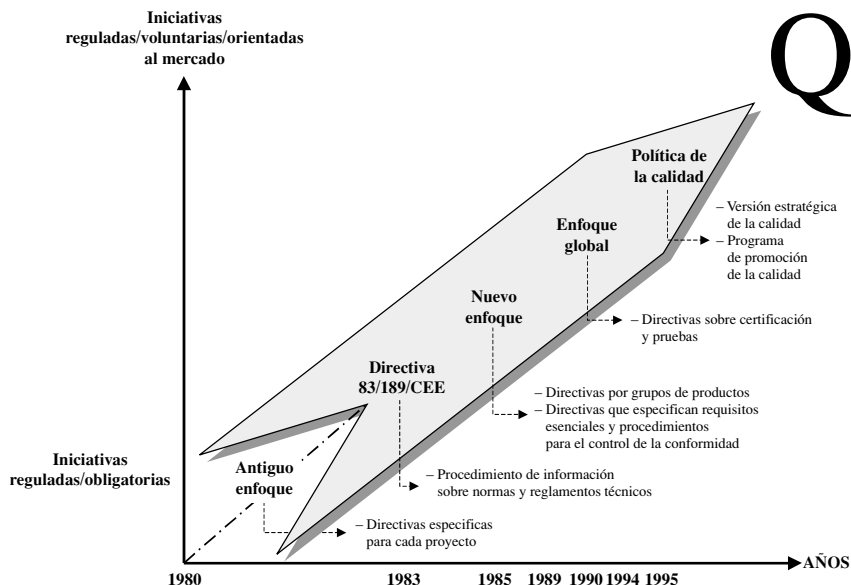 Iniciativas
reguladas/voluntarias/orientadas
al mercado
Q
Política de
la calidad
– Versión estratégica
de la calidad
– Programa
de promoción
de la calidad
Enfoque
global
– Directivas sobre certificación
y pruebas
Nuevo
enfoque
– Directivas por grupos de productos
– Directivas que especifican requisitos
esenciales y procedimientos
para el control de la conformidad
Directiva
83/189/CEE
– Procedimiento de información
sobre normas y reglamentos técnicos
Iniciativas
reguladas/obligatorias
Antiguo
enfoque
– Directivas especificas
para cada proyecto
AÑOS
1980 1983 1985 1989 1990 1994 1995